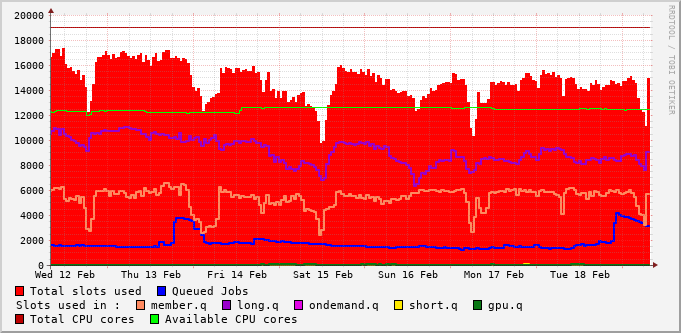 20000
18000
16000
14000
12000
10000
8000
6000
4000
2000
0
Wed 12 Feb Thu 13 Feb Fri 14 Feb Sat 15 Feb Sun 16 Feb Mon 17 Feb Tue 18 Feb
Total slots used Queued Jobs
Slots used in : member.q long.q ondemand.q short.q gpu.q
Total CPU cores Available CPU cores
RRDTOOL / TOBI OETIKER